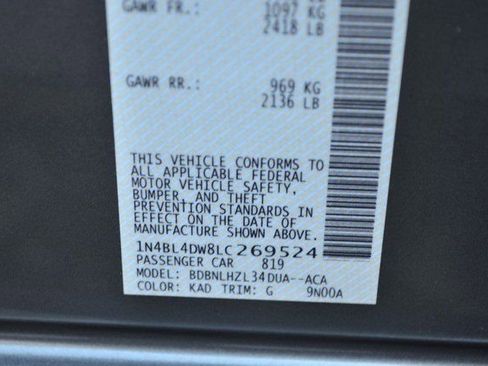 GAWR FR.: 1097 KG
2418 LB
GAWR RR.: 969 KG
2136 LB
THIS VEHICLE CONFORMS TO
ALL APPLICABLE FEDERAL
MOTOR VEHICLE SAFETY,
BUMPER, AND THEFT
PREVENTION STANDARDS IN
EFFECT ON THE DATE OF
MANUFACTURE SHOWN ABOVE.
1N4BL4DW8LC269524
PASSENGER CAR 819
MODEL: BDBNLHZL34DUA--ACA
COLOR: KAD TRIM: G 9N00A